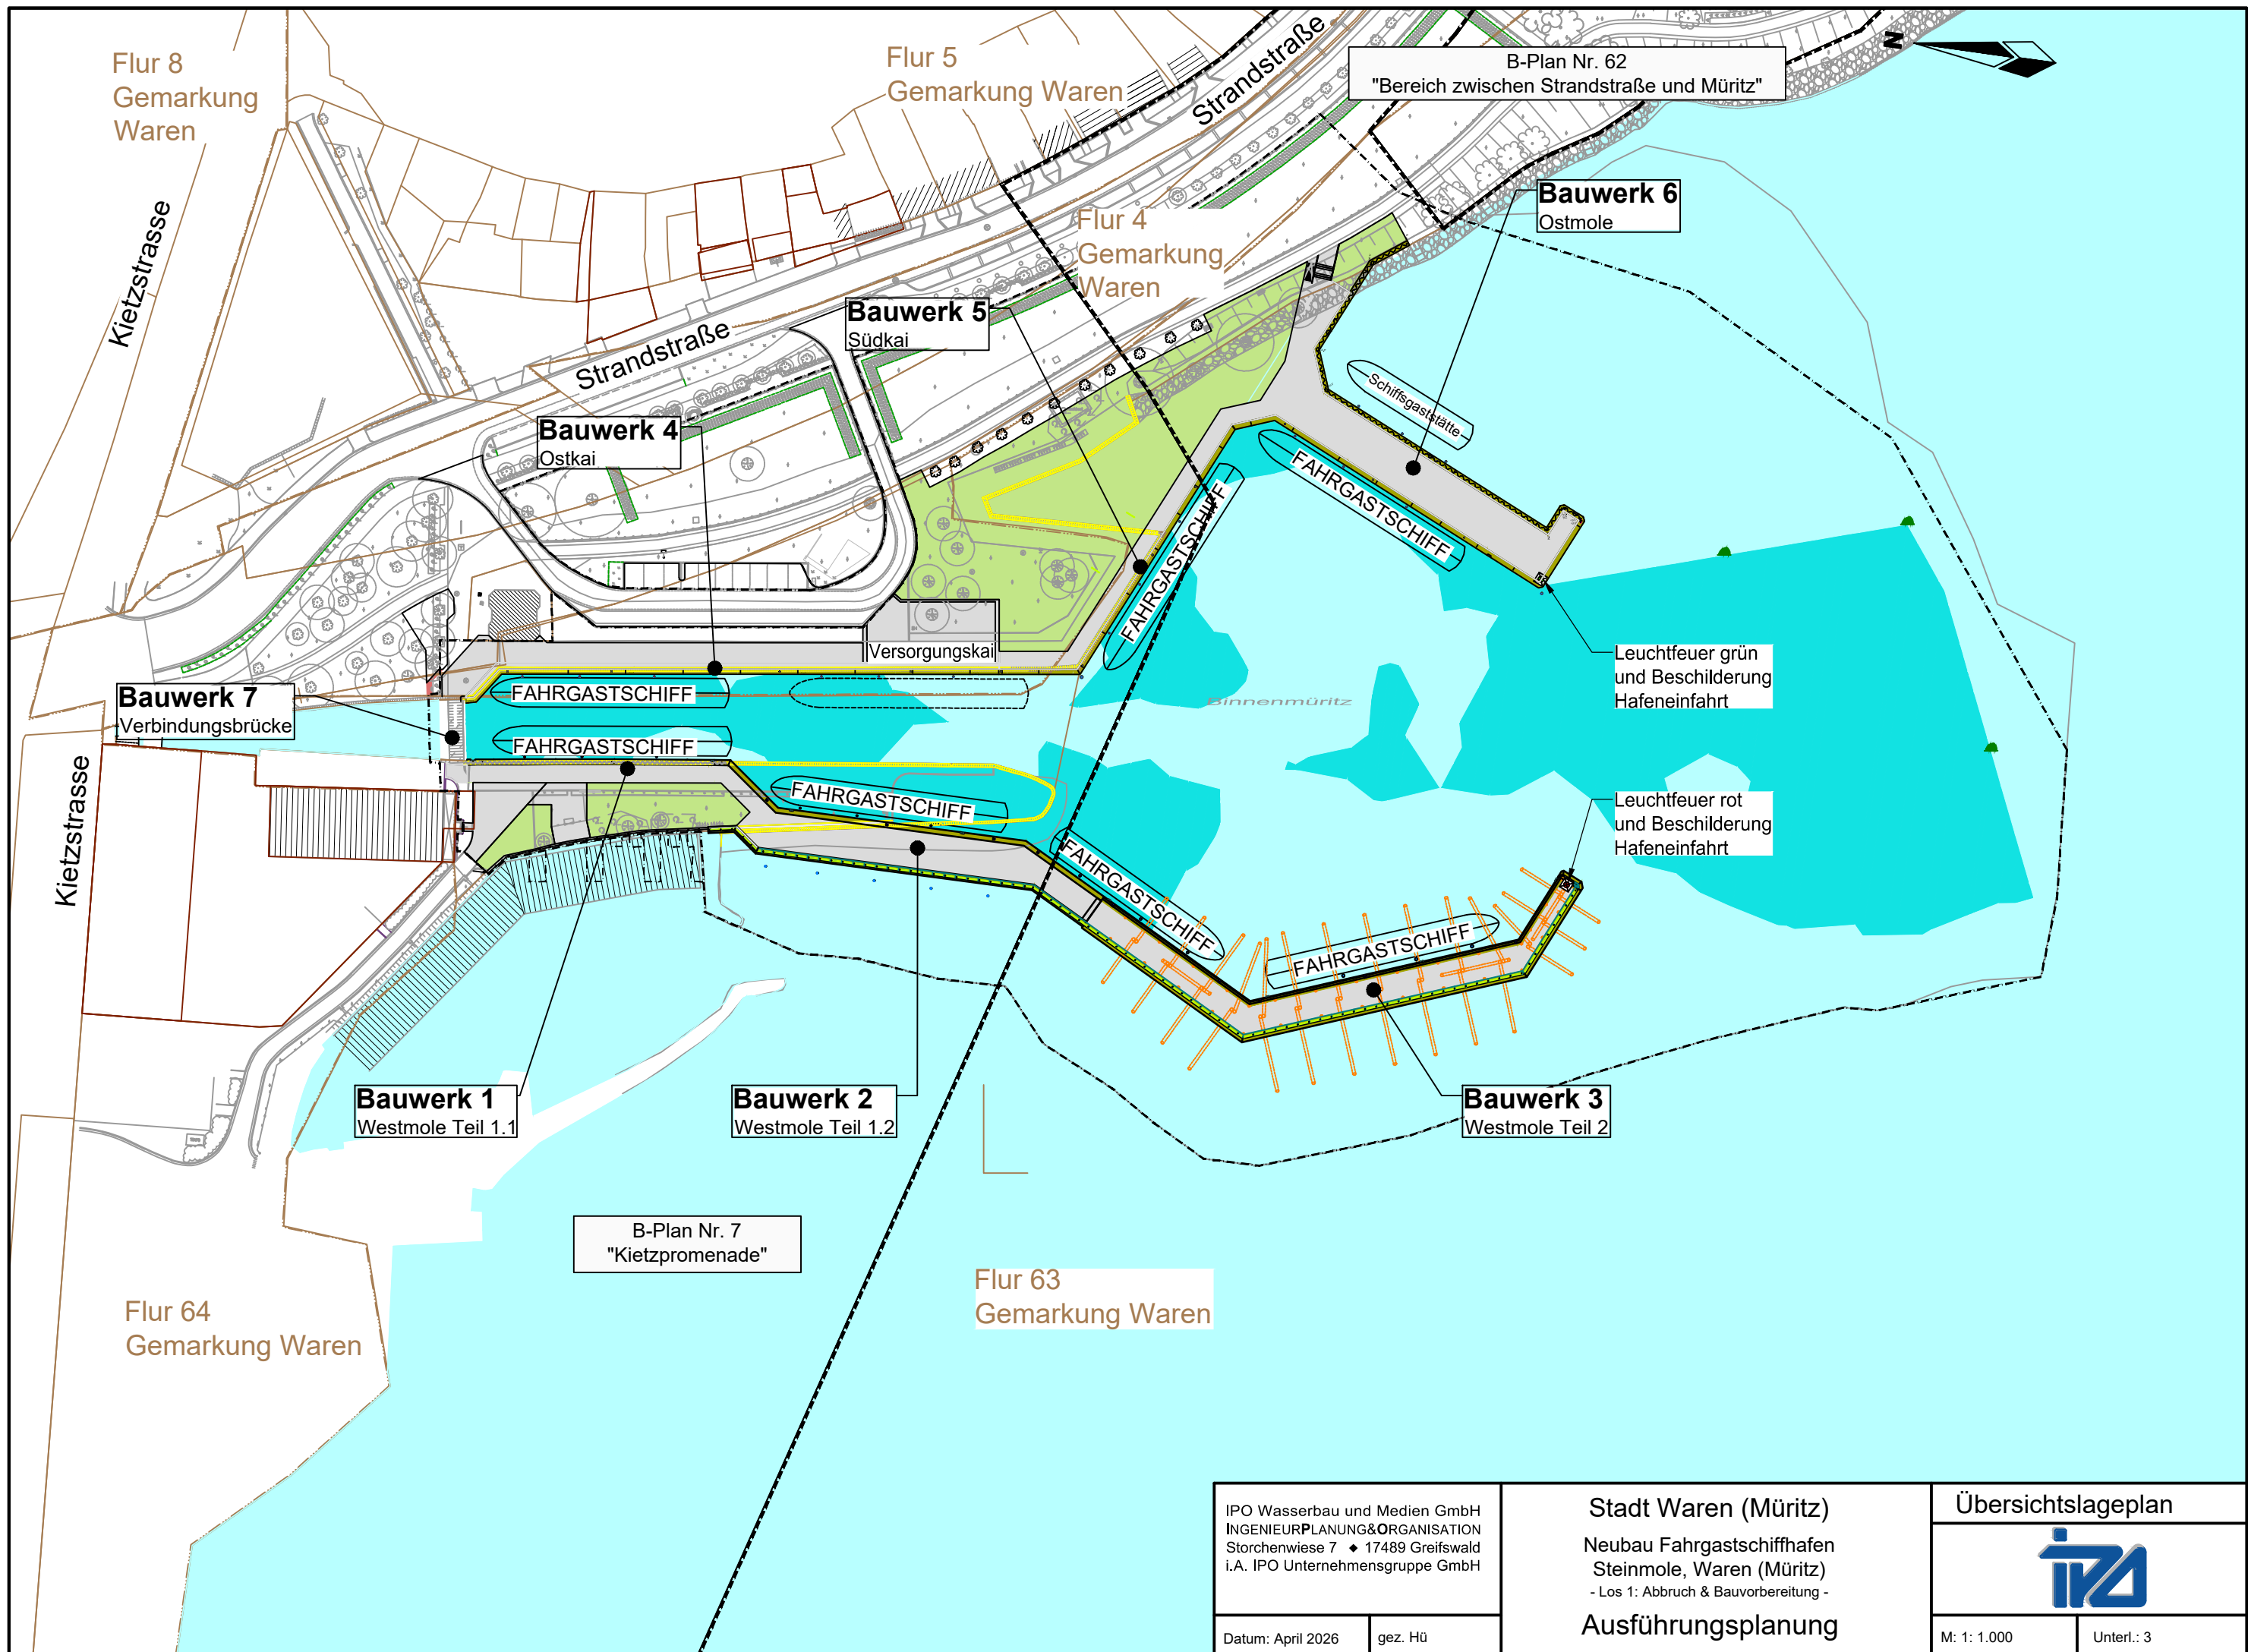 Flur 8
Gemarkung
Waren
Flur 5
Gemarkung Waren
Strandstraße
B-Plan Nr. 62
"Bereich zwischen Strandstraße und Müritz"
N
Kietzstrasse
Flur 4
Gemarkung
Waren
Bauwerk 6
Ostmole
Bauwerk 5
Südkai
Strandstraße
Schiffsgaststätte
Bauwerk 4
Ostkai
FAHRGASTSCHIFF
FAHRGASTSCHIFF
Versorgungskai
Leuchtfeuer grün
und Beschilderung
Hafeneinfahrt
Bauwerk 7
Verbindungsbrücke
FAHRGASTSCHIFF
Binnenmüritz
FAHRGASTSCHIFF
Kietzstrasse
FAHRGASTSCHIFF
Leuchtfeuer rot
und Beschilderung
Hafeneinfahrt
FAHRGASTSCHIFF
FAHRGASTSCHIFF
Bauwerk 1
Westmole Teil 1.1
Bauwerk 2
Westmole Teil 1.2
Bauwerk 3
Westmole Teil 2
B-Plan Nr. 7
"Kietzpromenade"
Flur 63
Gemarkung Waren
Flur 64
Gemarkung Waren
IPO Wasserbau und Medien GmbH
INGENIEURPLANUNG&ORGANISATION
Storchenwiese 7 ◆ 17489 Greifswald
i.A. IPO Unternehmensgruppe GmbH
Datum: April 2026
gez. Hü
Stadt Waren (Müritz)
Neubau Fahrgastschiffhafen
Steinmole, Waren (Müritz)
- Los 1: Abbruch & Bauvorbereitung -
Ausführungsplanung
Übersichtslageplan
M: 1: 1.000
Unterl.: 3